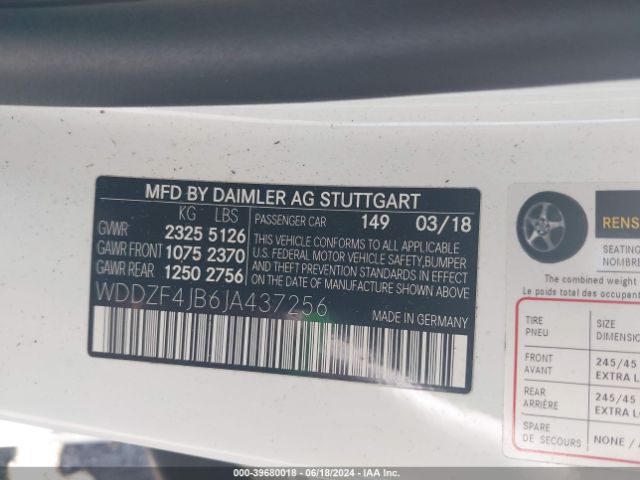 MFD BY DAIMLER AG STUTTGART
KG LBS
GVWR 2325 5126
GAWR FRONT 1075 2370
GAWR REAR 1250 2756
PASSENGER CAR 149 03/18
THIS VEHICLE CONFORMS TO ALL APPLICABLE
U.S. FEDERAL MOTOR VEHICLE SAFETY,BUMPER
AND THEFT PREVENTION STANDARDS IN EFFECT
ON THE DATE OF MANUFACTURE SHOWN ABOVE.
WDDZF4JB6JA437256
MADE IN GERMANY
RENS
SEATING
NOMBRE
The combined weight
Le poids total des occupants
TIRE
PNEU
SIZE
DIMENSION
FRONT
AVANT
245/45
EXTRA LO
REAR
ARRIÈRE
245/45
EXTRA LO
SPARE
DE SECOURS
NONE / A
000-39680018 - 06/18/2024 - IAA Inc.